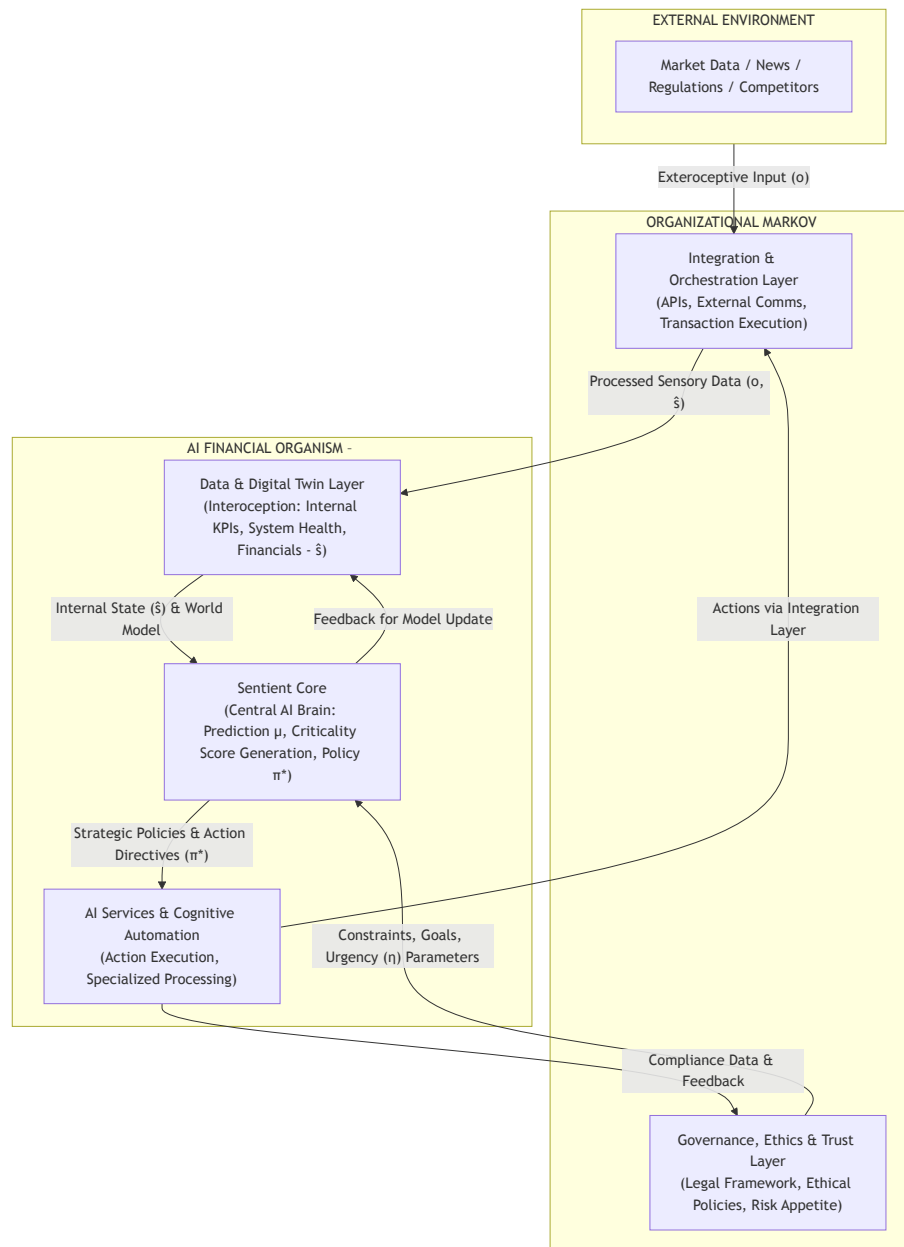 EXTERNAL ENVIRONMENT
Market Data / News /
Regulations / Competitors
Exteroceptive Input (o)
ORGANIZATIONAL MARKOV
Integration &
Orchestration Layer
(APIs, External Comms,
Transaction Execution)
Processed Sensory Data (o,
ŝ)
AI FINANCIAL ORGANISM -
Data & Digital Twin Layer
(Interoception: Internal
KPIs, System Health,
Financials - ŝ)
Internal State (ŝ) & World
Model
Feedback for Model Update
Actions via Integration
Layer
Sentient Core
(Central AI Brain:
Prediction μ, Criticality
Score Generation, Policy
π*)
Strategic Policies & Action
Directives (π*)
AI Services & Cognitive
Automation
(Action Execution,
Specialized Processing)
Constraints, Goals,
Urgency (η) Parameters
Compliance Data &
Feedback
Governance, Ethics & Trust
Layer
(Legal Framework, Ethical
Policies, Risk Appetite)